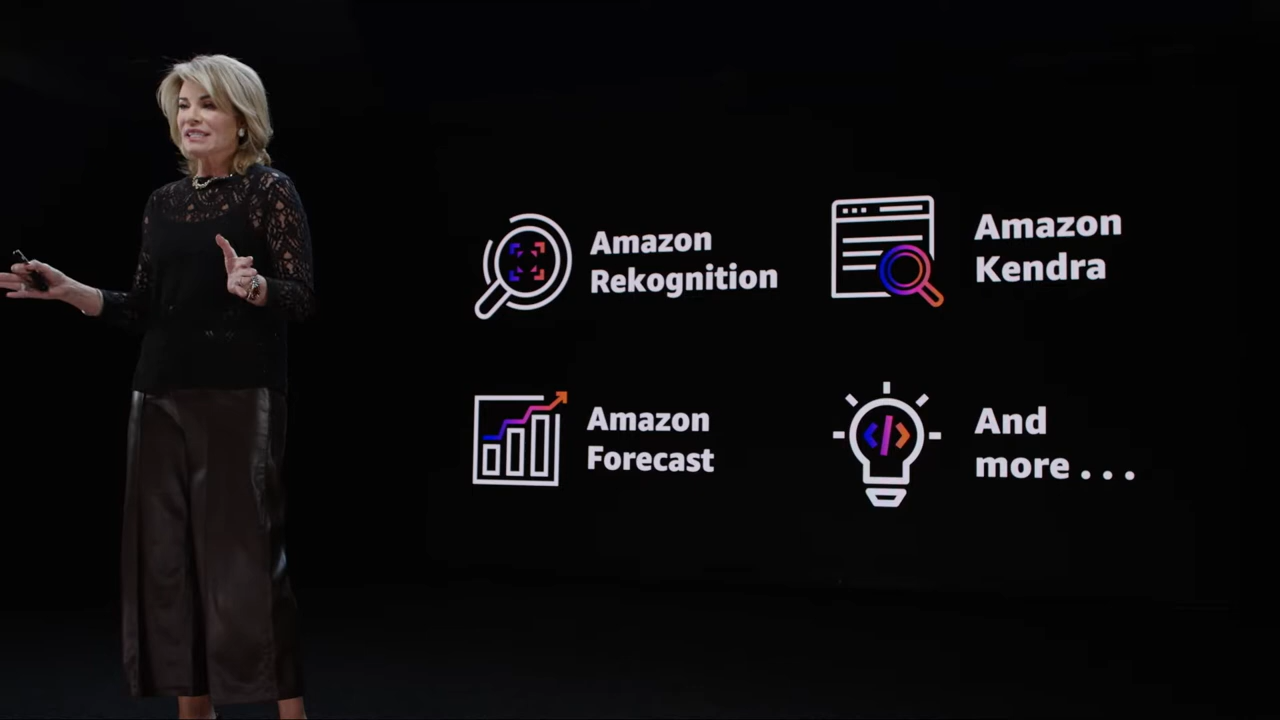 Amazon
Rekognition
Amazon
Kendra
Amazon
Forecast
And
more . . .